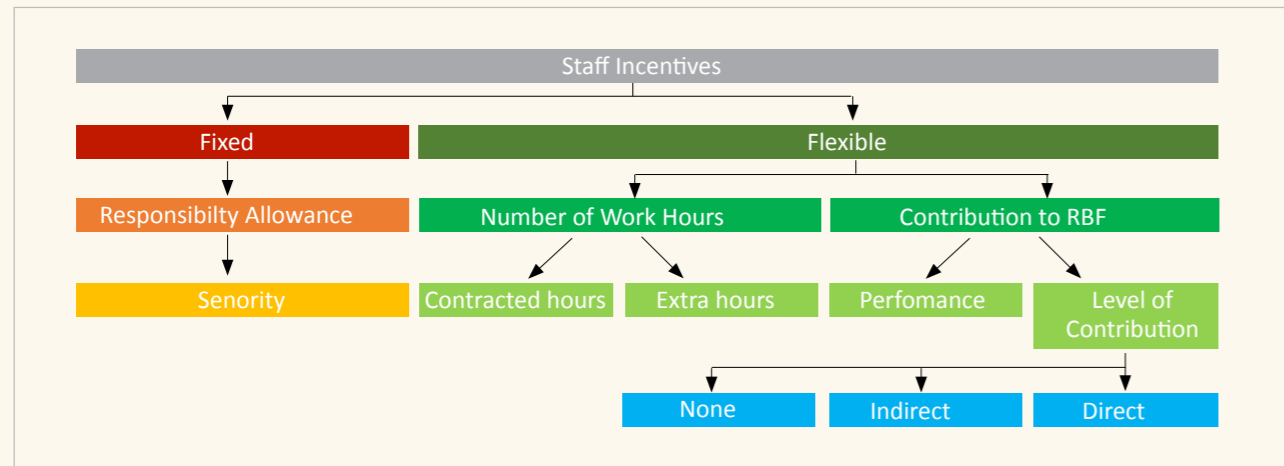 Staff Incentives
Fixed
Flexible
Responsibilty Allowance
Number of Work Hours
Contribution to RBF
Senority
Contracted hours
Extra hours
Perfomance
Level of
Contribution
None
Indirect
Direct